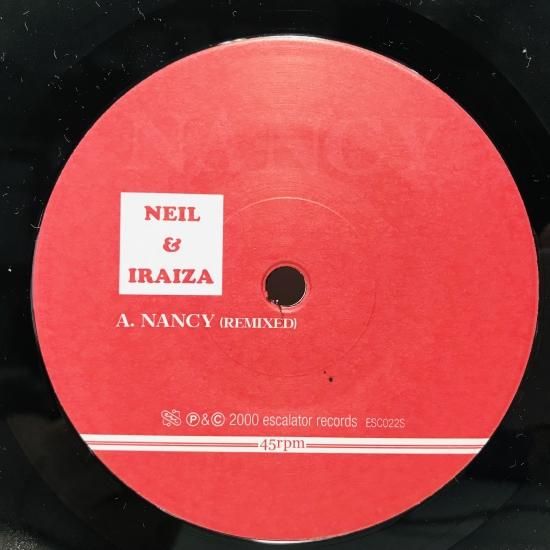 NANCY
NEIL
&
IRAIZA
A. NANCY (REMIXED)
℗ & © 2000 escalator records ESC022S
45rpm